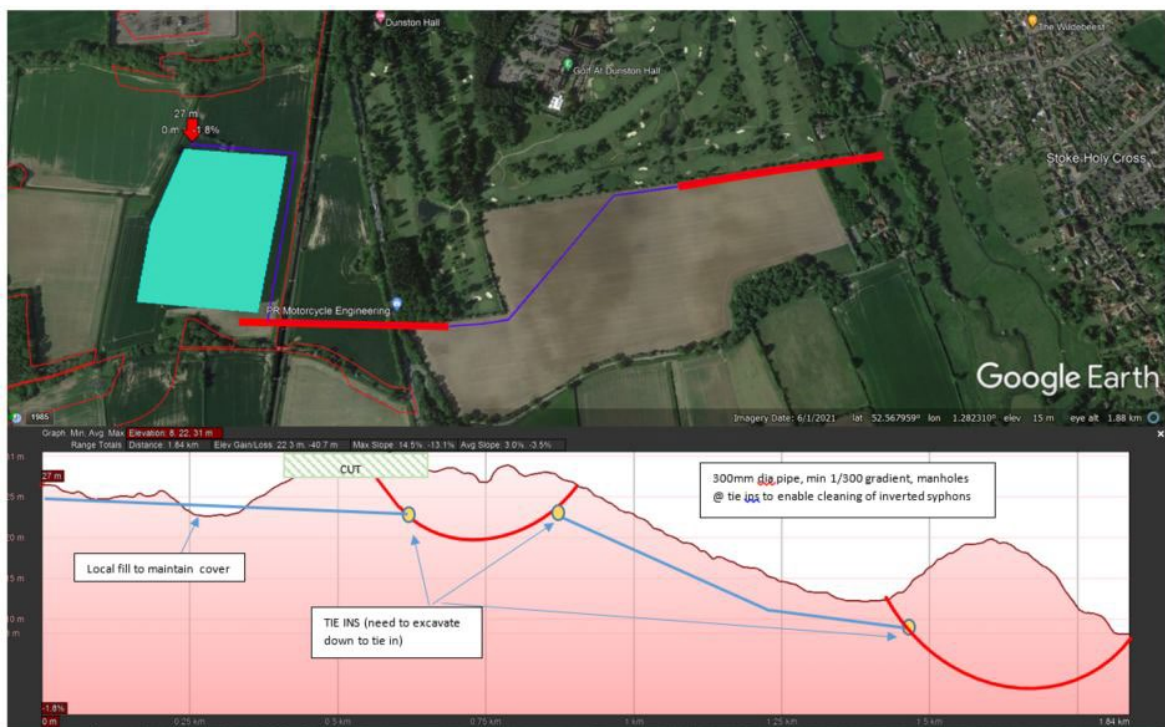 Dunston Hall
The Wildebeest
Golf At Dunston Hall
27 m
0 m -1.8%
Stoke Holy Cross
PR Motorcycle Engineering
Google Earth
1985
Imagery Date: 6/1/2021 lat 52.567959° lon 1.282310° elev 15 m eye alt 1.88 km
Graph: Min, Avg, Max Elevation: 8, 22, 31 m
Range Totals: Distance: 1.84 km Elev Gain/Loss: 22.3 m, -40.7 m Max Slope: 14.5%, -13.1% Avg Slope: 3.0%, -3.5%
31 m
CUT
27 m
300mm dia pipe, min 1/300 gradient, manholes
@ tie ins to enable cleaning of inverted syphons
25 m
20 m
Local fill to maintain cover
15 m
TIE INS (need to excavate
down to tie in)
10 m
-1.8%
0 m
0.25 km
0.5 km
0.75 km
1 km
1.25 km
1.5 km
1.84 km